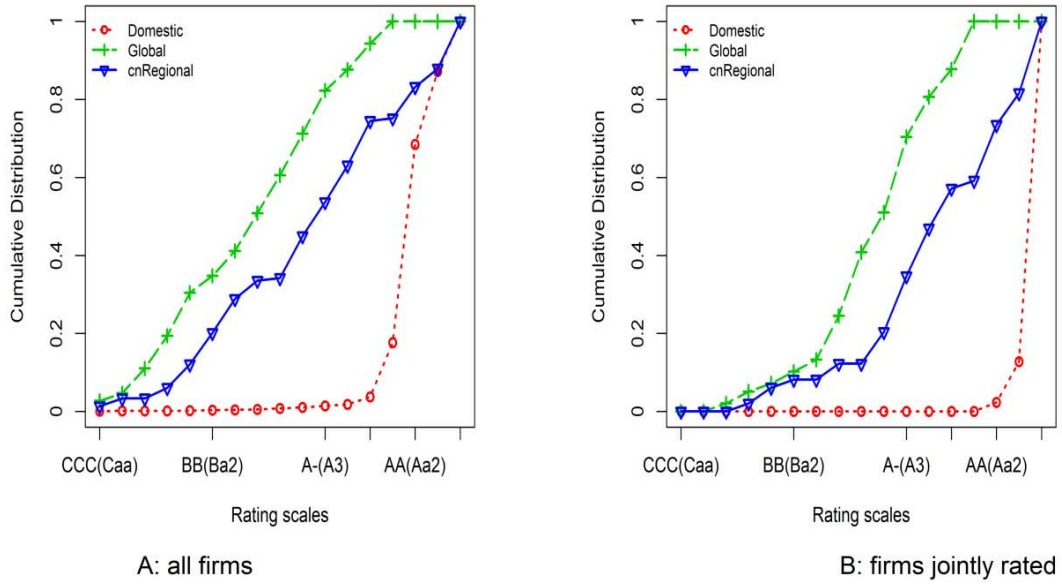 Domestic
Global
cnRegional
Cumulative Distribution
0
0.2
0.4
0.6
0.8
1
CCC(Caa)
BB(Ba2)
A-(A3)
AA(Aa2)
Rating scales
A: all firms
Domestic
Global
cnRegional
Cumulative Distribution
0
0.2
0.4
0.6
0.8
1
CCC(Caa)
BB(Ba2)
A-(A3)
AA(Aa2)
Rating scales
B: firms jointly rated